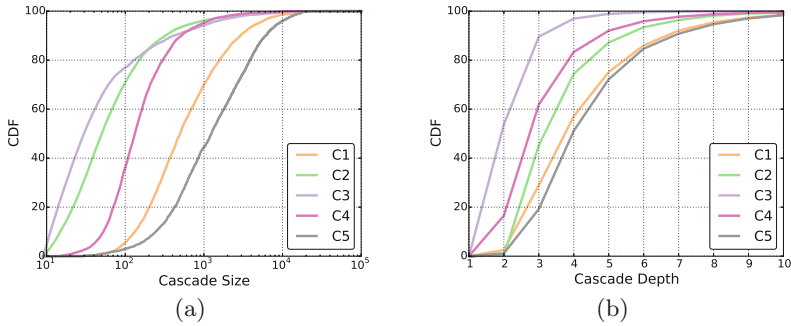 100
80
60
40
20
0
CDF
10^1 10^2 10^3 10^4 10^5
Cascade Size
C1
C2
C3
C4
C5
(a)
100
80
60
40
20
0
CDF
1 2 3 4 5 6 7 8 9 10
Cascade Depth
C1
C2
C3
C4
C5
(b)